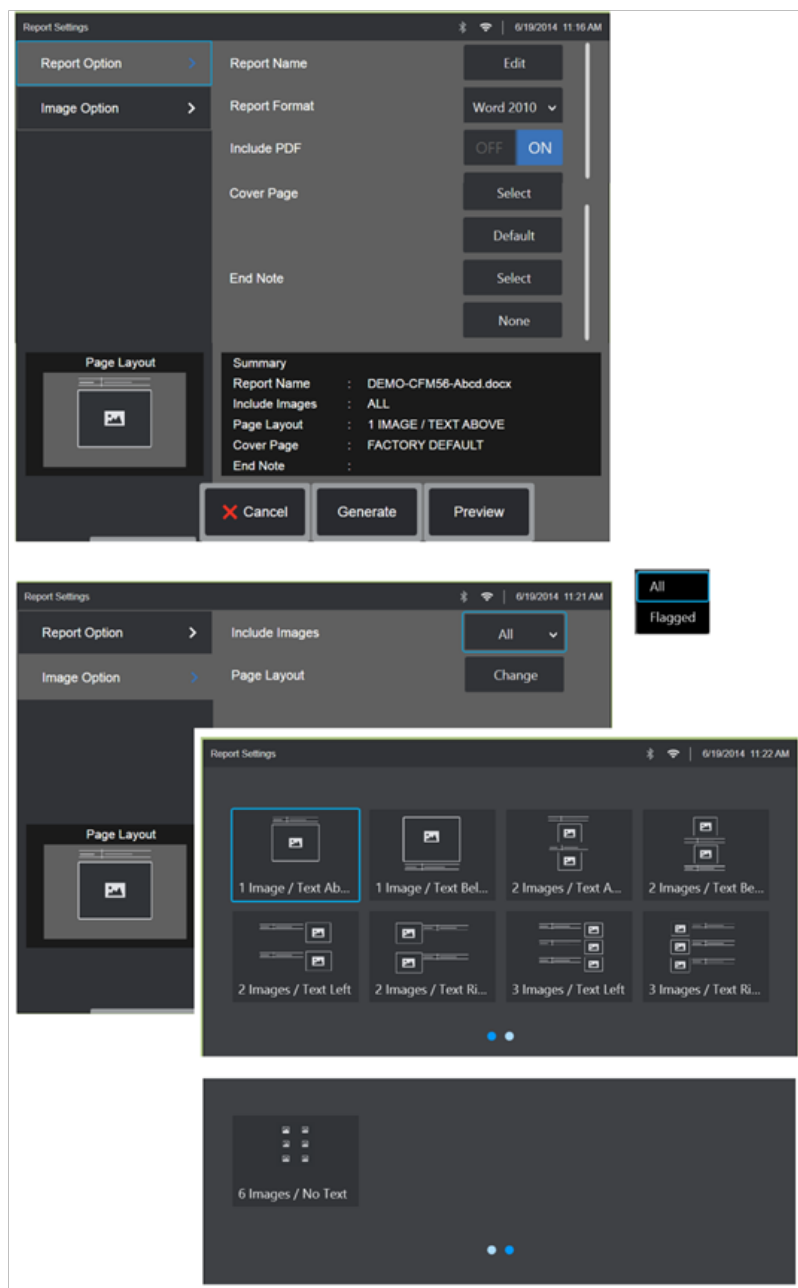 Report Settings 6/19/2014 11:16 AM
Report Option Report Name Edit
Image Option Report Format Word 2010
Include PDF OFF ON
Cover Page Select
Default
End Note Select
None
Page Layout
Summary
Report Name : DEMO-CFM56-Abcd.docx
Include Images : ALL
Page Layout : 1 IMAGE / TEXT ABOVE
Cover Page : FACTORY DEFAULT
End Note :
Cancel Generate Preview
Report Settings 6/19/2014 11:21 AM
Report Option Include Images All
Image Option Page Layout Change
All
Flagged
Page Layout
Report Settings 6/19/2014 11:22 AM
1 Image / Text Ab... 1 Image / Text Bel... 2 Images / Text A... 2 Images / Text Be...
2 Images / Text Left 2 Images / Text Ri... 3 Images / Text Left 3 Images / Text Ri...
6 Images / No Text